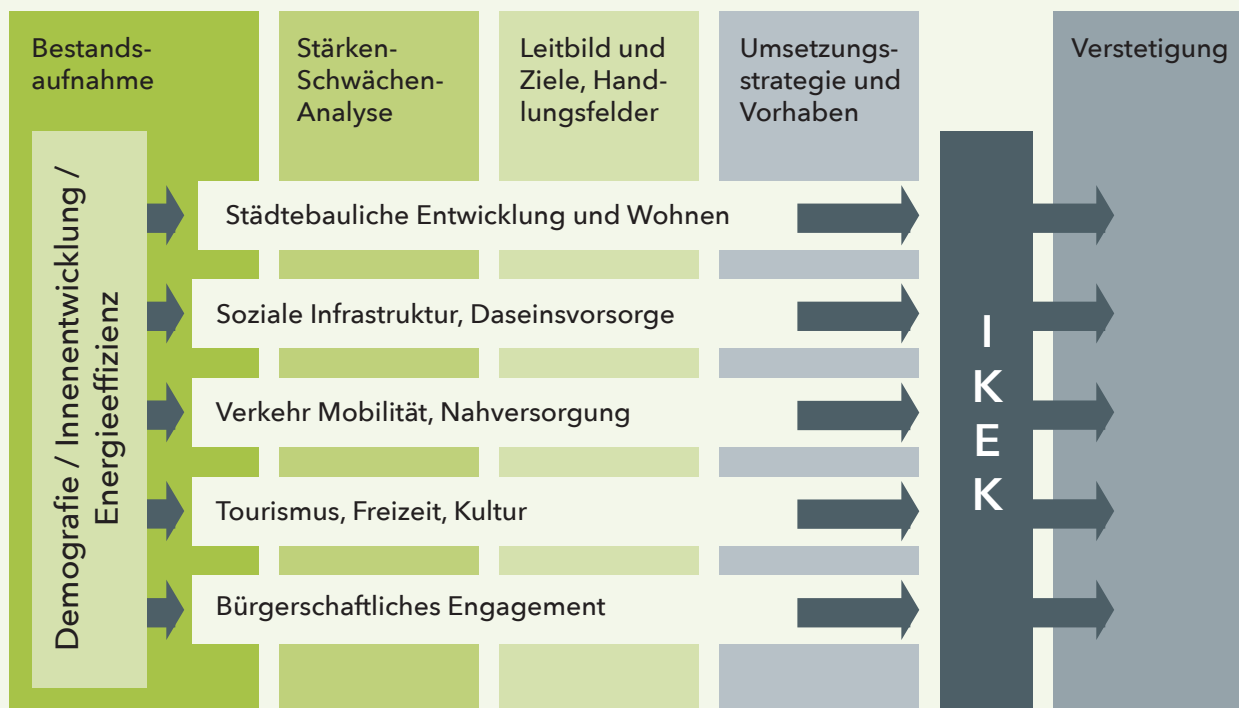 Bestands-
aufnahme
Stärken-
Schwächen-
Analyse
Leitbild und
Ziele, Hand-
lungsfelder
Umsetzungs-
strategie und
Vorhaben
Verstetigung
Demografie / Innenentwicklung /
Energieeffizienz
Städtebauliche Entwicklung und Wohnen
Soziale Infrastruktur, Daseinsvorsorge
Verkehr Mobilität, Nahversorgung
Tourismus, Freizeit, Kultur
Bürgerschaftliches Engagement
I
K
E
K